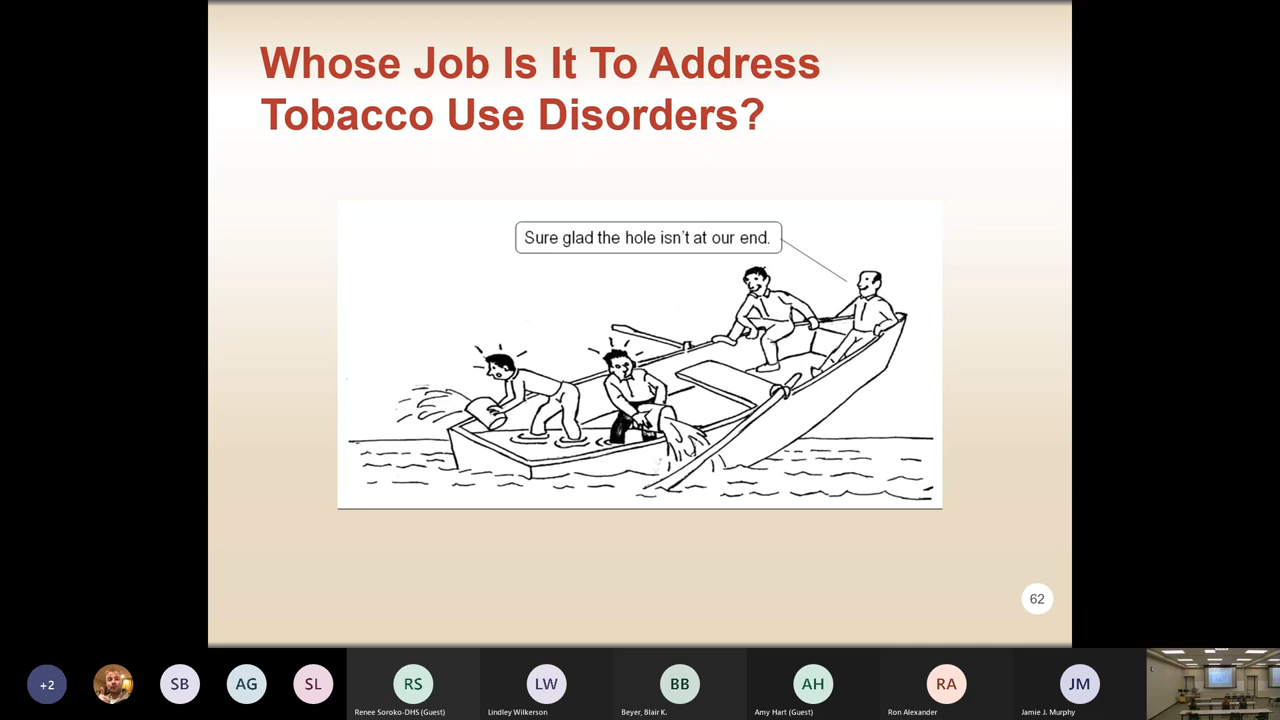 Whose Job Is It To Address
Tobacco Use Disorders?
Sure glad the hole isn't at our end.
62
+2
SB
AG
SL
RS
LW
BB
AH
RA
JM
Renee Soroko-DHS (Guest)
Lindley Wilkerson
Beyer, Blair K.
Amy Hart (Guest)
Ron Alexander
Jamie J. Murphy